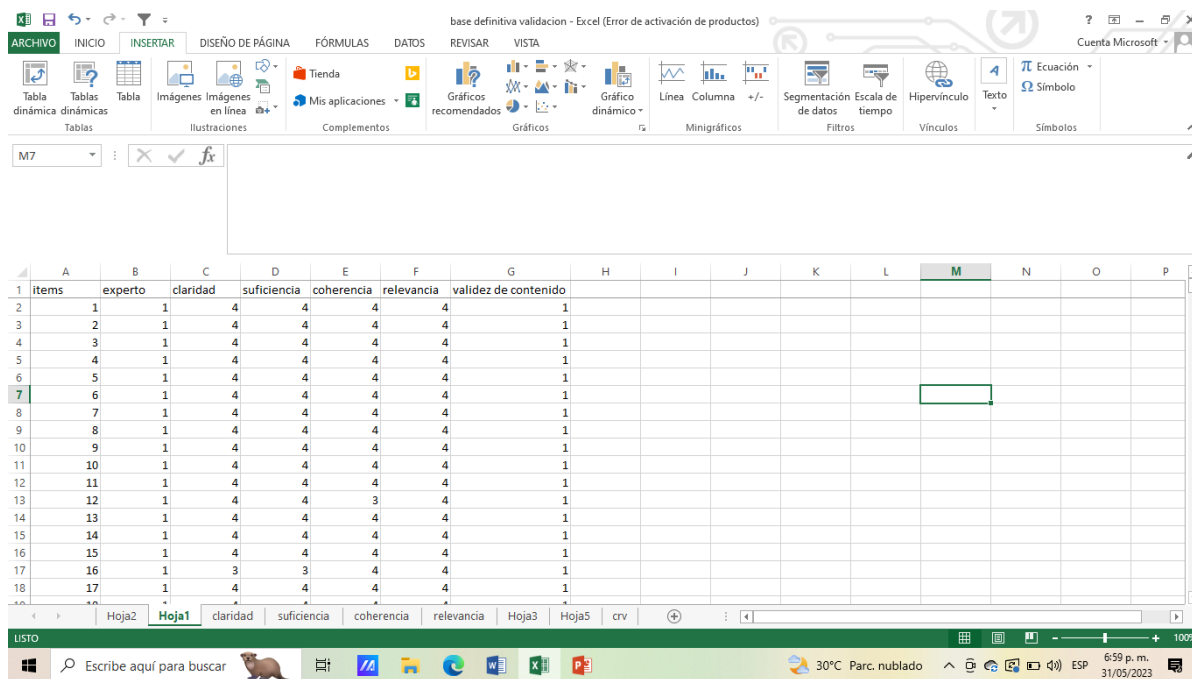 base definitiva validacion - Excel (Error de activación de productos)
ARCHIVO INICIO INSERTAR DISEÑO DE PÁGINA FÓRMULAS DATOS REVISAR VISTA Cuenta Microsoft
Tabla dinámica
Tablas dinámicas
Tabla
Tablas
Imágenes
Imágenes en línea
Ilustraciones
Tienda
Mis aplicaciones
Complementos
Gráficos recomendados
Gráficos
Gráfico dinámico
Línea Columna +/-
Minigráficos
Segmentación de datos
Escala de tiempo
Filtros
Hipervínculo
Vínculos
Texto
π Ecuación
Ω Símbolo
Símbolos
M7 fx
A B C D E F G H I J K L M N O P
1 items experto claridad suficiencia coherencia relevancia validez de contenido
2 1 1 4 4 4 4 1
3 2 1 4 4 4 4 1
4 3 1 4 4 4 4 1
5 4 1 4 4 4 4 1
6 5 1 4 4 4 4 1
7 6 1 4 4 4 4 1
8 7 1 4 4 4 4 1
9 8 1 4 4 4 4 1
10 9 1 4 4 4 4 1
11 10 1 4 4 4 4 1
12 11 1 4 4 4 4 1
13 12 1 4 4 3 4 1
14 13 1 4 4 4 4 1
15 14 1 4 4 4 4 1
16 15 1 4 4 4 4 1
17 16 1 3 3 4 4 1
18 17 1 4 4 4 4 1
Hoja2 Hoja1 claridad suficiencia coherencia relevancia Hoja3 Hoja5 crv
LISTO 100%
Escribe aquí para buscar 30°C Parc. nublado ESP 6:59 p. m.
31/05/2023